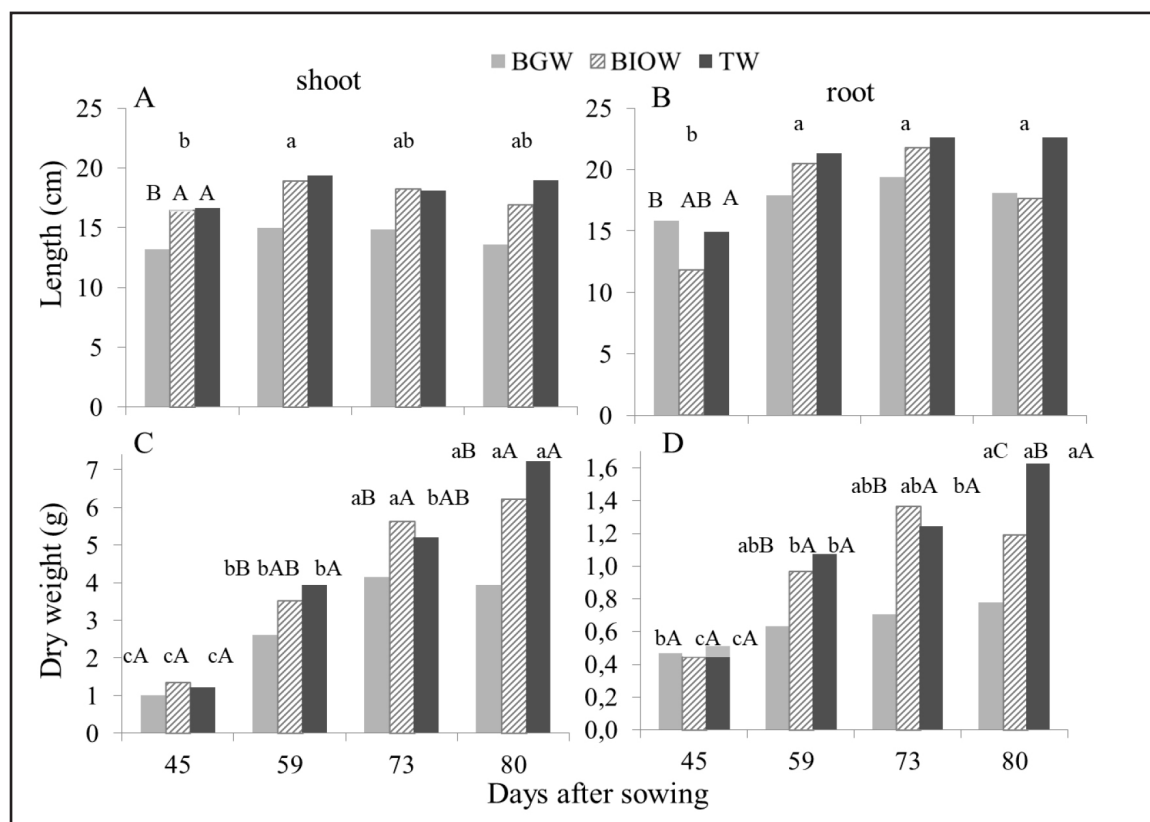 BGW BIOW TW
shoot
root
A
B
Length (cm)
25
20
15
10
5
0
b a ab ab
B A A
25
20
15
10
5
0
b a a a
B AB A
C
D
Dry weight (g)
7
6
5
4
3
2
1
0
cA cA cA
bB bAB bA
aB aA bAB
aB aA aA
1,6
1,4
1,2
1,0
0,8
0,6
0,4
0,2
0,0
bA cA cA
abB bA bA
abB abA bA
aC aB aA
45 59 73 80
45 59 73 80
Days after sowing